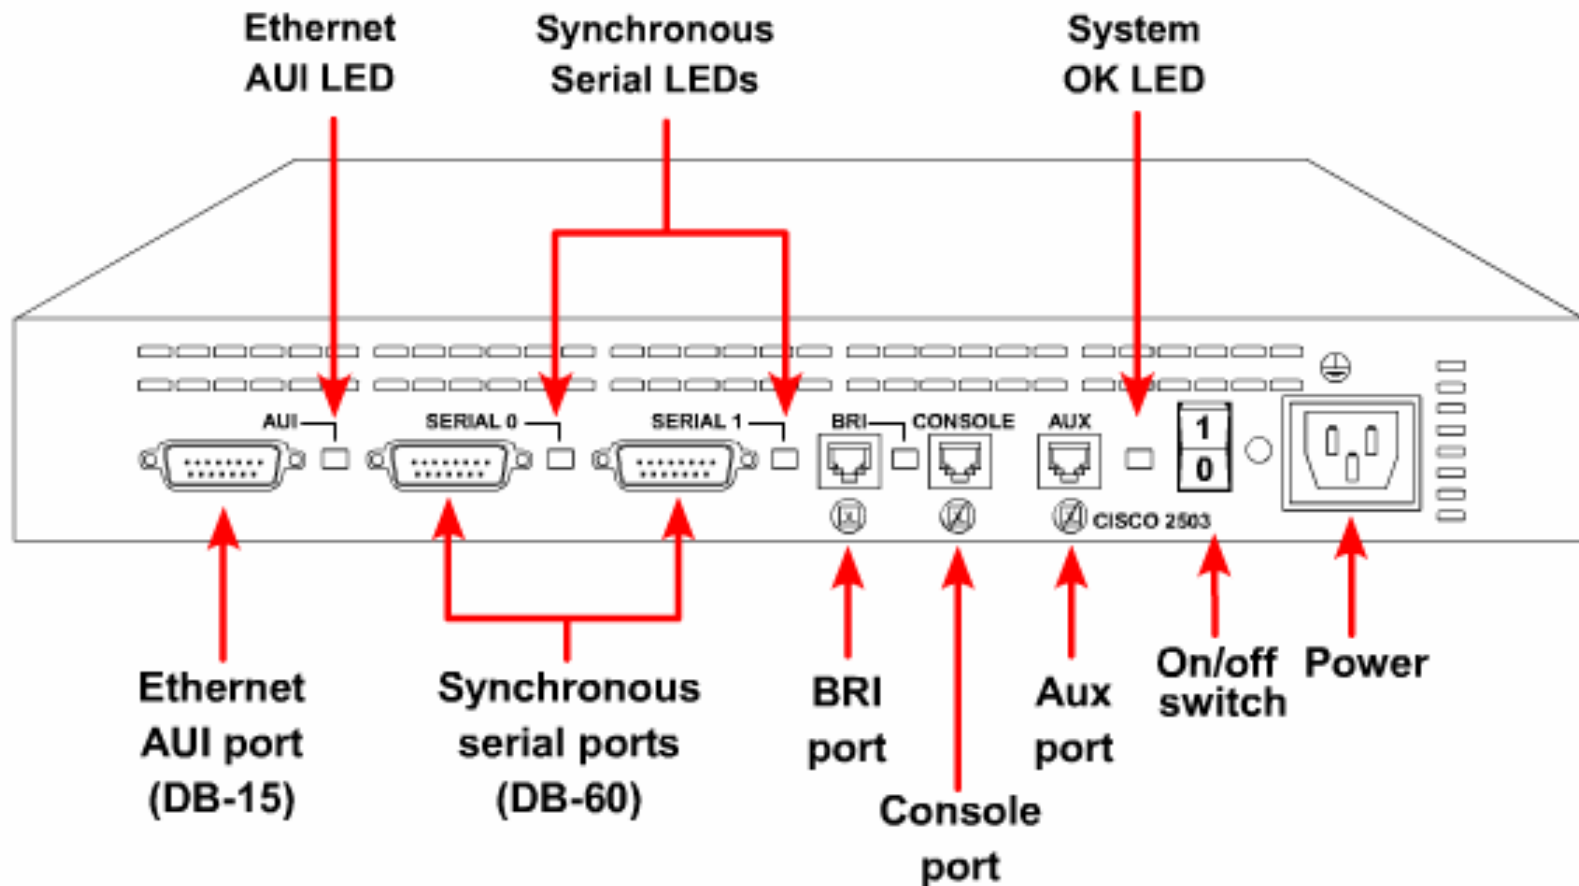 Ethernet
AUI LED
Synchronous
Serial LEDs
System
OK LED
AUI
SERIAL 0
SERIAL 1
BRI
CONSOLE
AUX
1
0
CISCO 2503
Ethernet
AUI port
(DB-15)
Synchronous
serial ports
(DB-60)
BRI
port
Console
port
Aux
port
On/off
switch
Power